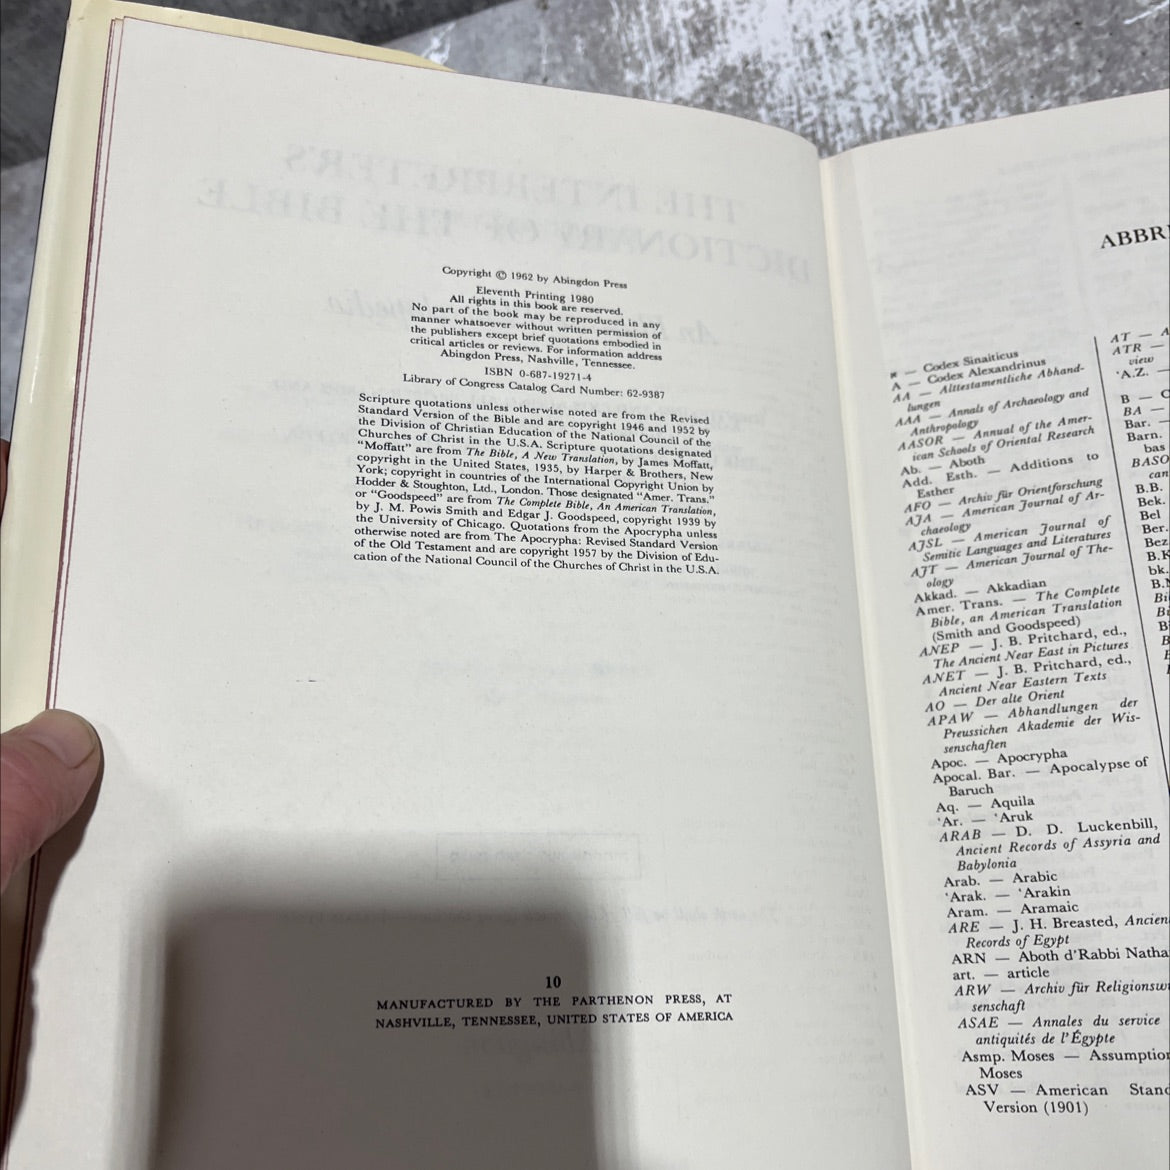 Copyright © 1962 by Abingdon Press
Eleventh Printing 1980
All rights in this book are reserved.
No part of the book may be reproduced in any
manner whatsoever without written permission of
the publishers except brief quotations embodied in
critical articles or reviews. For information address
Abingdon Press, Nashville, Tennessee.
ISBN 0-687-19271-4
Library of Congress Catalog Card Number: 62-9387
Scripture quotations unless otherwise noted are from the Revised
Standard Version of the Bible and are copyright 1946 and 1952 by
the Division of Christian Education of the National Council of the
Churches of Christ in the U.S.A. Scripture quotations designated
"Moffatt" are from The Bible, A New Translation, by James Moffatt,
copyright in the United States, 1935, by Harper & Brothers, New
York; copyright in countries of the International Copyright Union by
Hodder & Stoughton, Ltd., London. Those designated "Amer. Trans."
or "Goodspeed" are from The Complete Bible, An American Translation,
by J. M. Powis Smith and Edgar J. Goodspeed, copyright 1939 by
the University of Chicago. Quotations from the Apocrypha unless
otherwise noted are from The Apocrypha: Revised Standard Version
of the Old Testament and are copyright 1957 by the Division of Edu-
cation of the National Council of the Churches of Christ in the U.S.A.
10
MANUFACTURED BY THE PARTHENON PRESS, AT
NASHVILLE, TENNESSEE, UNITED STATES OF AMERICA
ABBR
א — Codex Sinaiticus
A — Codex Alexandrinus
AA — Alttestamentliche Abhand-
lungen
AAA — Annals of Archaeology and
Anthropology
AASOR — Annual of the Amer-
ican Schools of Oriental Research
Ab. — Aboth
Add. Esth. — Additions to
Esther
AFO — Archiv für Orientforschung
AJA — American Journal of Ar-
chaeology
AJSL — American Journal of
Semitic Languages and Literatures
AJT — American Journal of The-
ology
Akkad. — Akkadian
Amer. Trans. — The Complete
Bible, an American Translation
(Smith and Goodspeed)
ANEP — J. B. Pritchard, ed.,
The Ancient Near East in Pictures
ANET — J. B. Pritchard, ed.,
Ancient Near Eastern Texts
AO — Der alte Orient
APAW — Abhandlungen der
Preussichen Akademie der Wis-
senschaften
Apoc. — Apocrypha
Apocal. Bar. — Apocalypse of
Baruch
Aq. — Aquila
'Ar. — 'Aruk
ARAB — D. D. Luckenbill,
Ancient Records of Assyria and
Babylonia
Arab. — Arabic
'Arak. — 'Arakin
Aram. — Aramaic
ARE — J. H. Breasted, Ancien
Records of Egypt
ARN — Aboth d'Rabbi Natha
art. — article
ARW — Archiv für Religionsw
senschaft
ASAE — Annales du service
antiquités de l'Égypte
Asmp. Moses — Assumption
Moses
ASV — American Stand
Version (1901)
AT — A
ATR —
view
'A.Z. —
B — C
BA —
Bar. —
Barn.
bas
BASO
can
B.B.
Bek.
Bel
Ber.
Bez
B.K
bk.
B.M
Bi
Bi
B
B